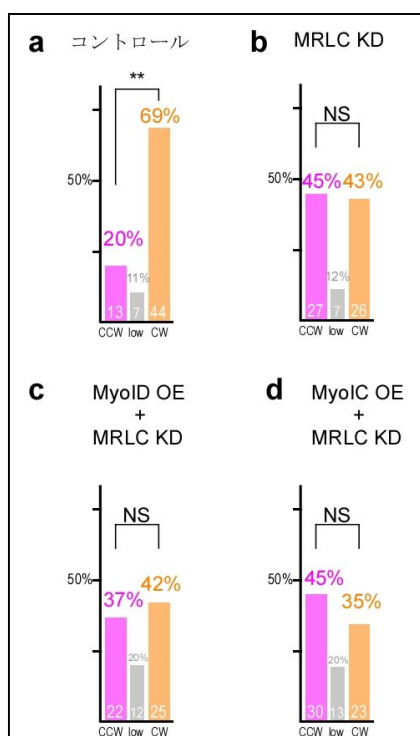 a
コントロール
**
69%
50%
20%
11%
13
7
44
CCW low CW
b
MRLC KD
NS
50%
45%
43%
12%
27
7
26
CCW low CW
c
MyoID OE
+
MRLC KD
NS
50%
37%
42%
20%
22
12
25
CCW low CW
d
MyoIC OE
+
MRLC KD
NS
50%
45%
35%
20%
30
13
23
CCW low CW